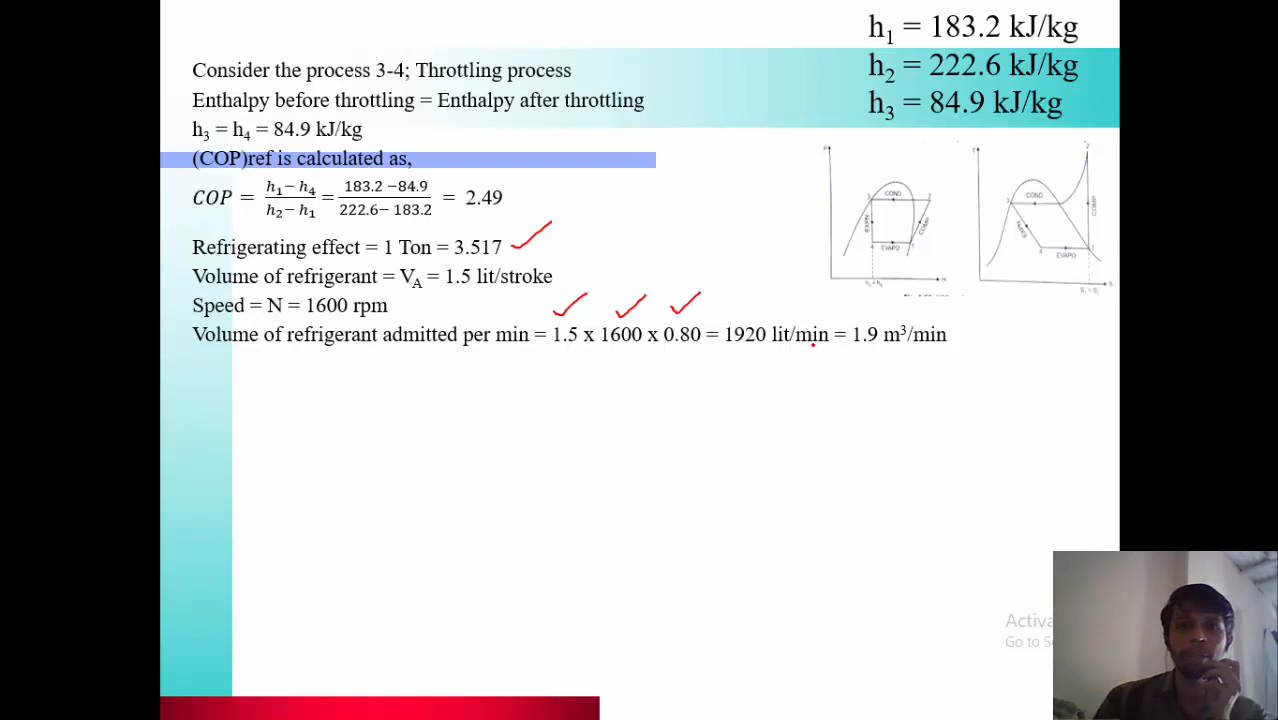 h₁ = 183.2 kJ/kg
h₂ = 222.6 kJ/kg
h₃ = 84.9 kJ/kg
Consider the process 3-4; Throttling process
Enthalpy before throttling = Enthalpy after throttling
h₃ = h₄ = 84.9 kJ/kg
(COP)ref is calculated as,
COP = (h₁ − h₄)/(h₂ − h₁) = (183.2 −84.9)/(222.6− 183.2) = 2.49
Refrigerating effect = 1 Ton = 3.517
Volume of refrigerant = V_A = 1.5 lit/stroke
Speed = N = 1600 rpm
Volume of refrigerant admitted per min = 1.5 x 1600 x 0.80 = 1920 lit/min = 1.9 m³/min
COND
EVAPO
COND
COMP
EVAPO
Activa
Go to S